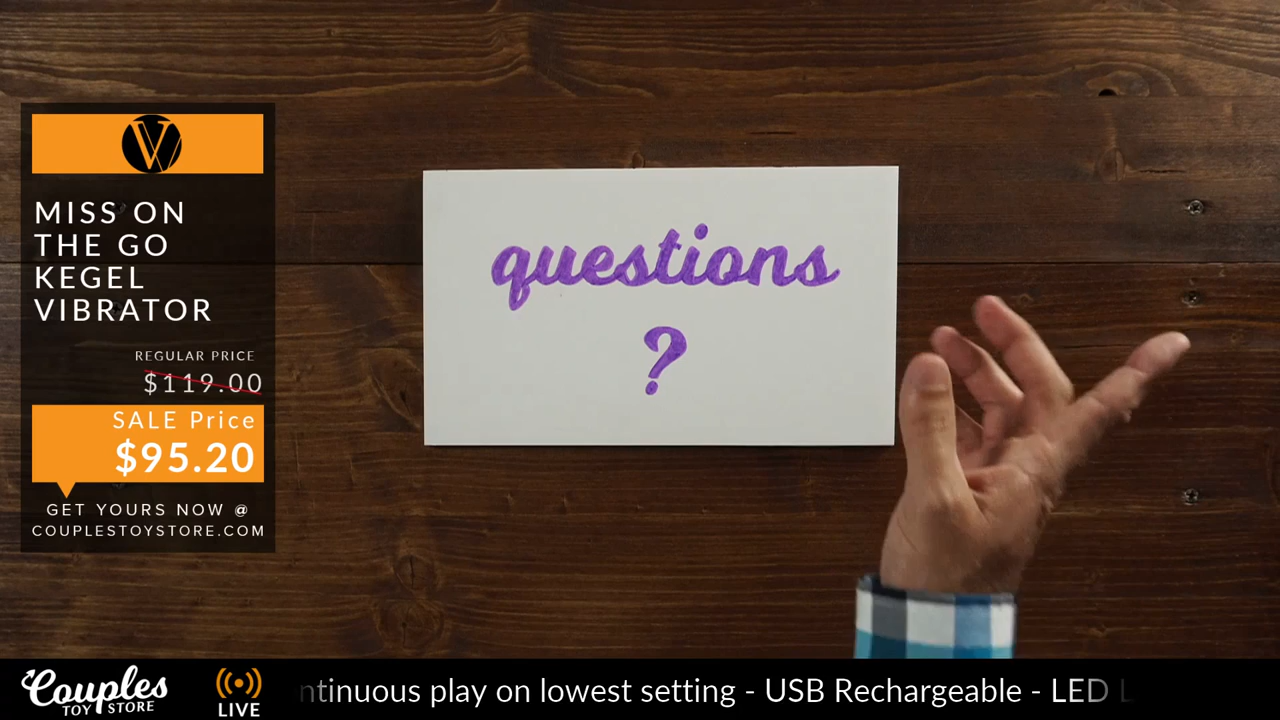 MISS ON
THE GO
KEGEL
VIBRATOR
REGULAR PRICE
$119.00
SALE Price
$95.20
GET YOURS NOW @
COUPLESTOYSTORE.COM
questions
?
Couples
TOY STORE
LIVE
ntinuous play on lowest setting - USB Rechargeable - LED L